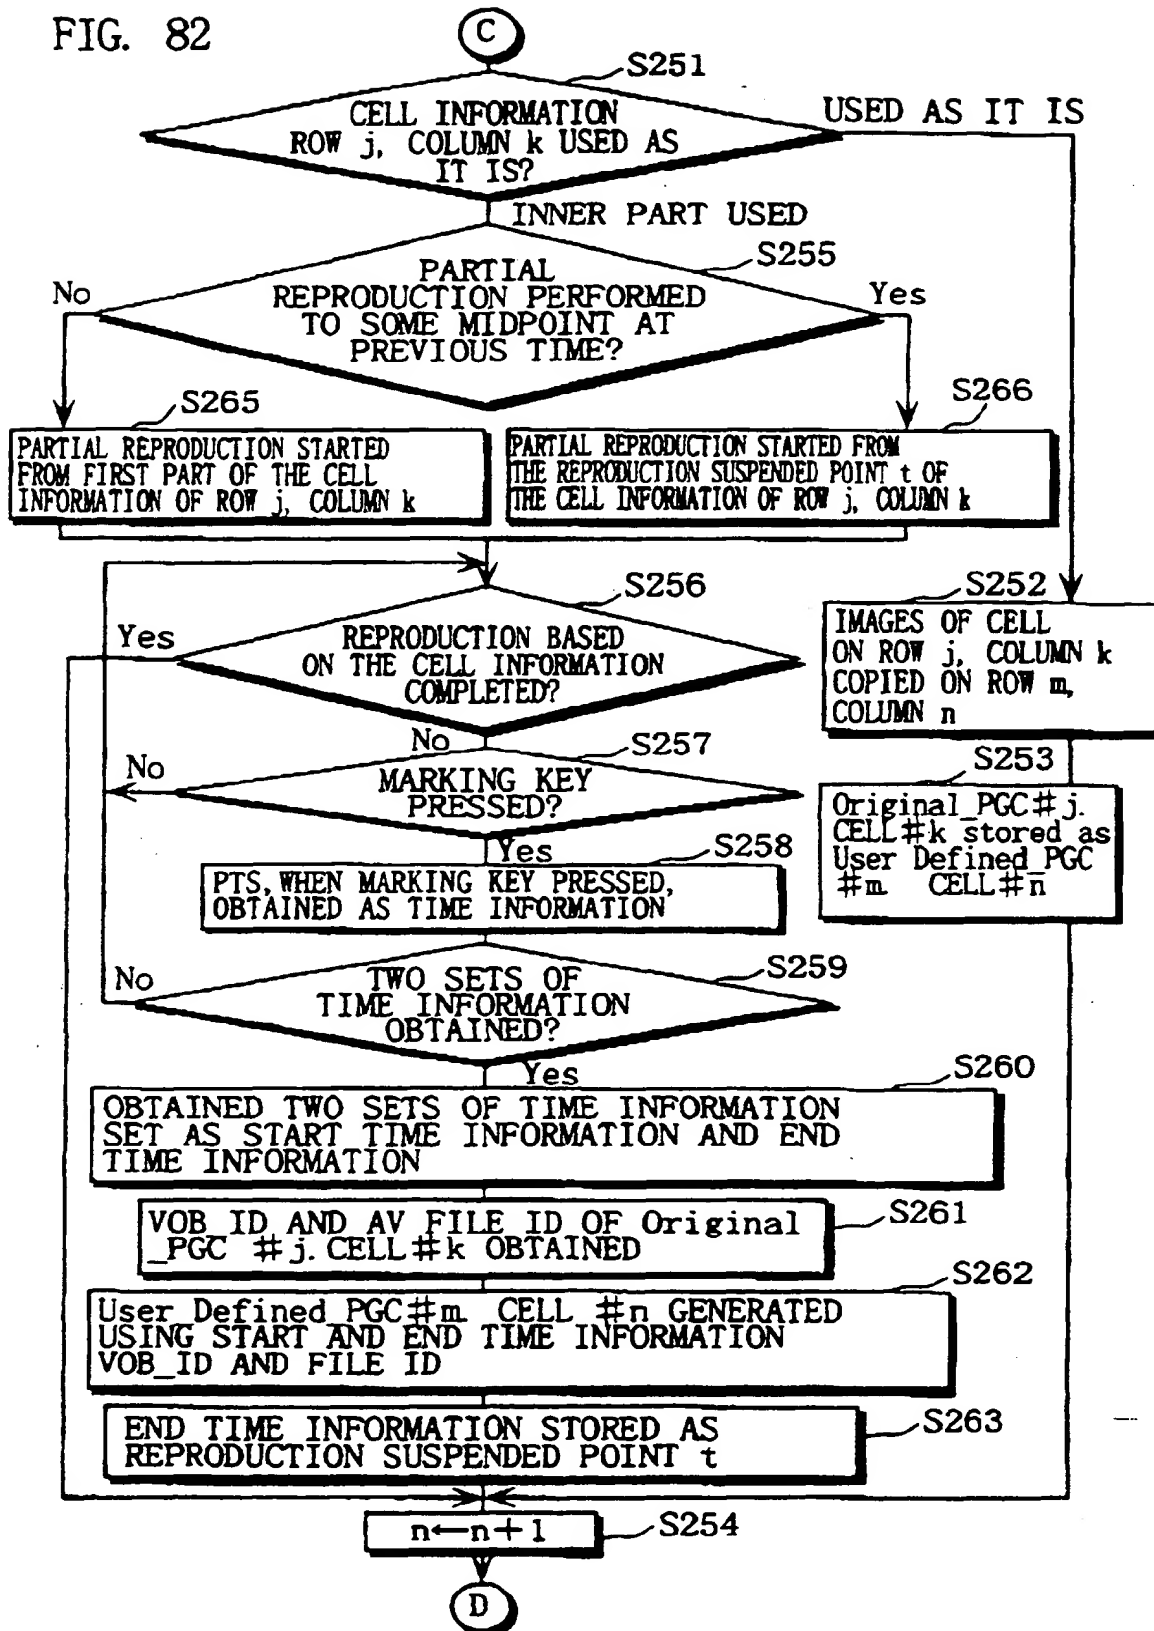 FIG. 82
C
S251
CELL INFORMATION
ROW j, COLUMN k USED AS
IT IS?
USED AS IT IS
INNER PART USED
S255
PARTIAL
REPRODUCTION PERFORMED
TO SOME MIDPOINT AT
PREVIOUS TIME?
No
Yes
S265
PARTIAL REPRODUCTION STARTED
FROM FIRST PART OF THE CELL
INFORMATION OF ROW j, COLUMN k
S266
PARTIAL REPRODUCTION STARTED FROM
THE REPRODUCTION SUSPENDED POINT t OF
THE CELL INFORMATION OF ROW j, COLUMN k
S256
Yes
REPRODUCTION BASED
ON THE CELL INFORMATION
COMPLETED?
No
S252
IMAGES OF CELL
ON ROW j, COLUMN k
COPIED ON ROW m,
COLUMN n
S257
No
MARKING KEY
PRESSED?
Yes
S253
Original_PGC#j.
CELL#k stored as
User Defined_PGC
#m CELL#n
S258
PTS, WHEN MARKING KEY PRESSED,
OBTAINED AS TIME INFORMATION
S259
No
TWO SETS OF
TIME INFORMATION
OBTAINED?
Yes
S260
OBTAINED TWO SETS OF TIME INFORMATION
SET AS START TIME INFORMATION AND END
TIME INFORMATION
S261
VOB_ID AND AV FILE ID OF Original
_PGC #j. CELL#k OBTAINED
S262
User_Defined_PGC#m CELL #n GENERATED
USING START AND END TIME INFORMATION
VOB_ID AND FILE ID
S263
END TIME INFORMATION STORED AS
REPRODUCTION SUSPENDED POINT t
n←n+1
S254
D